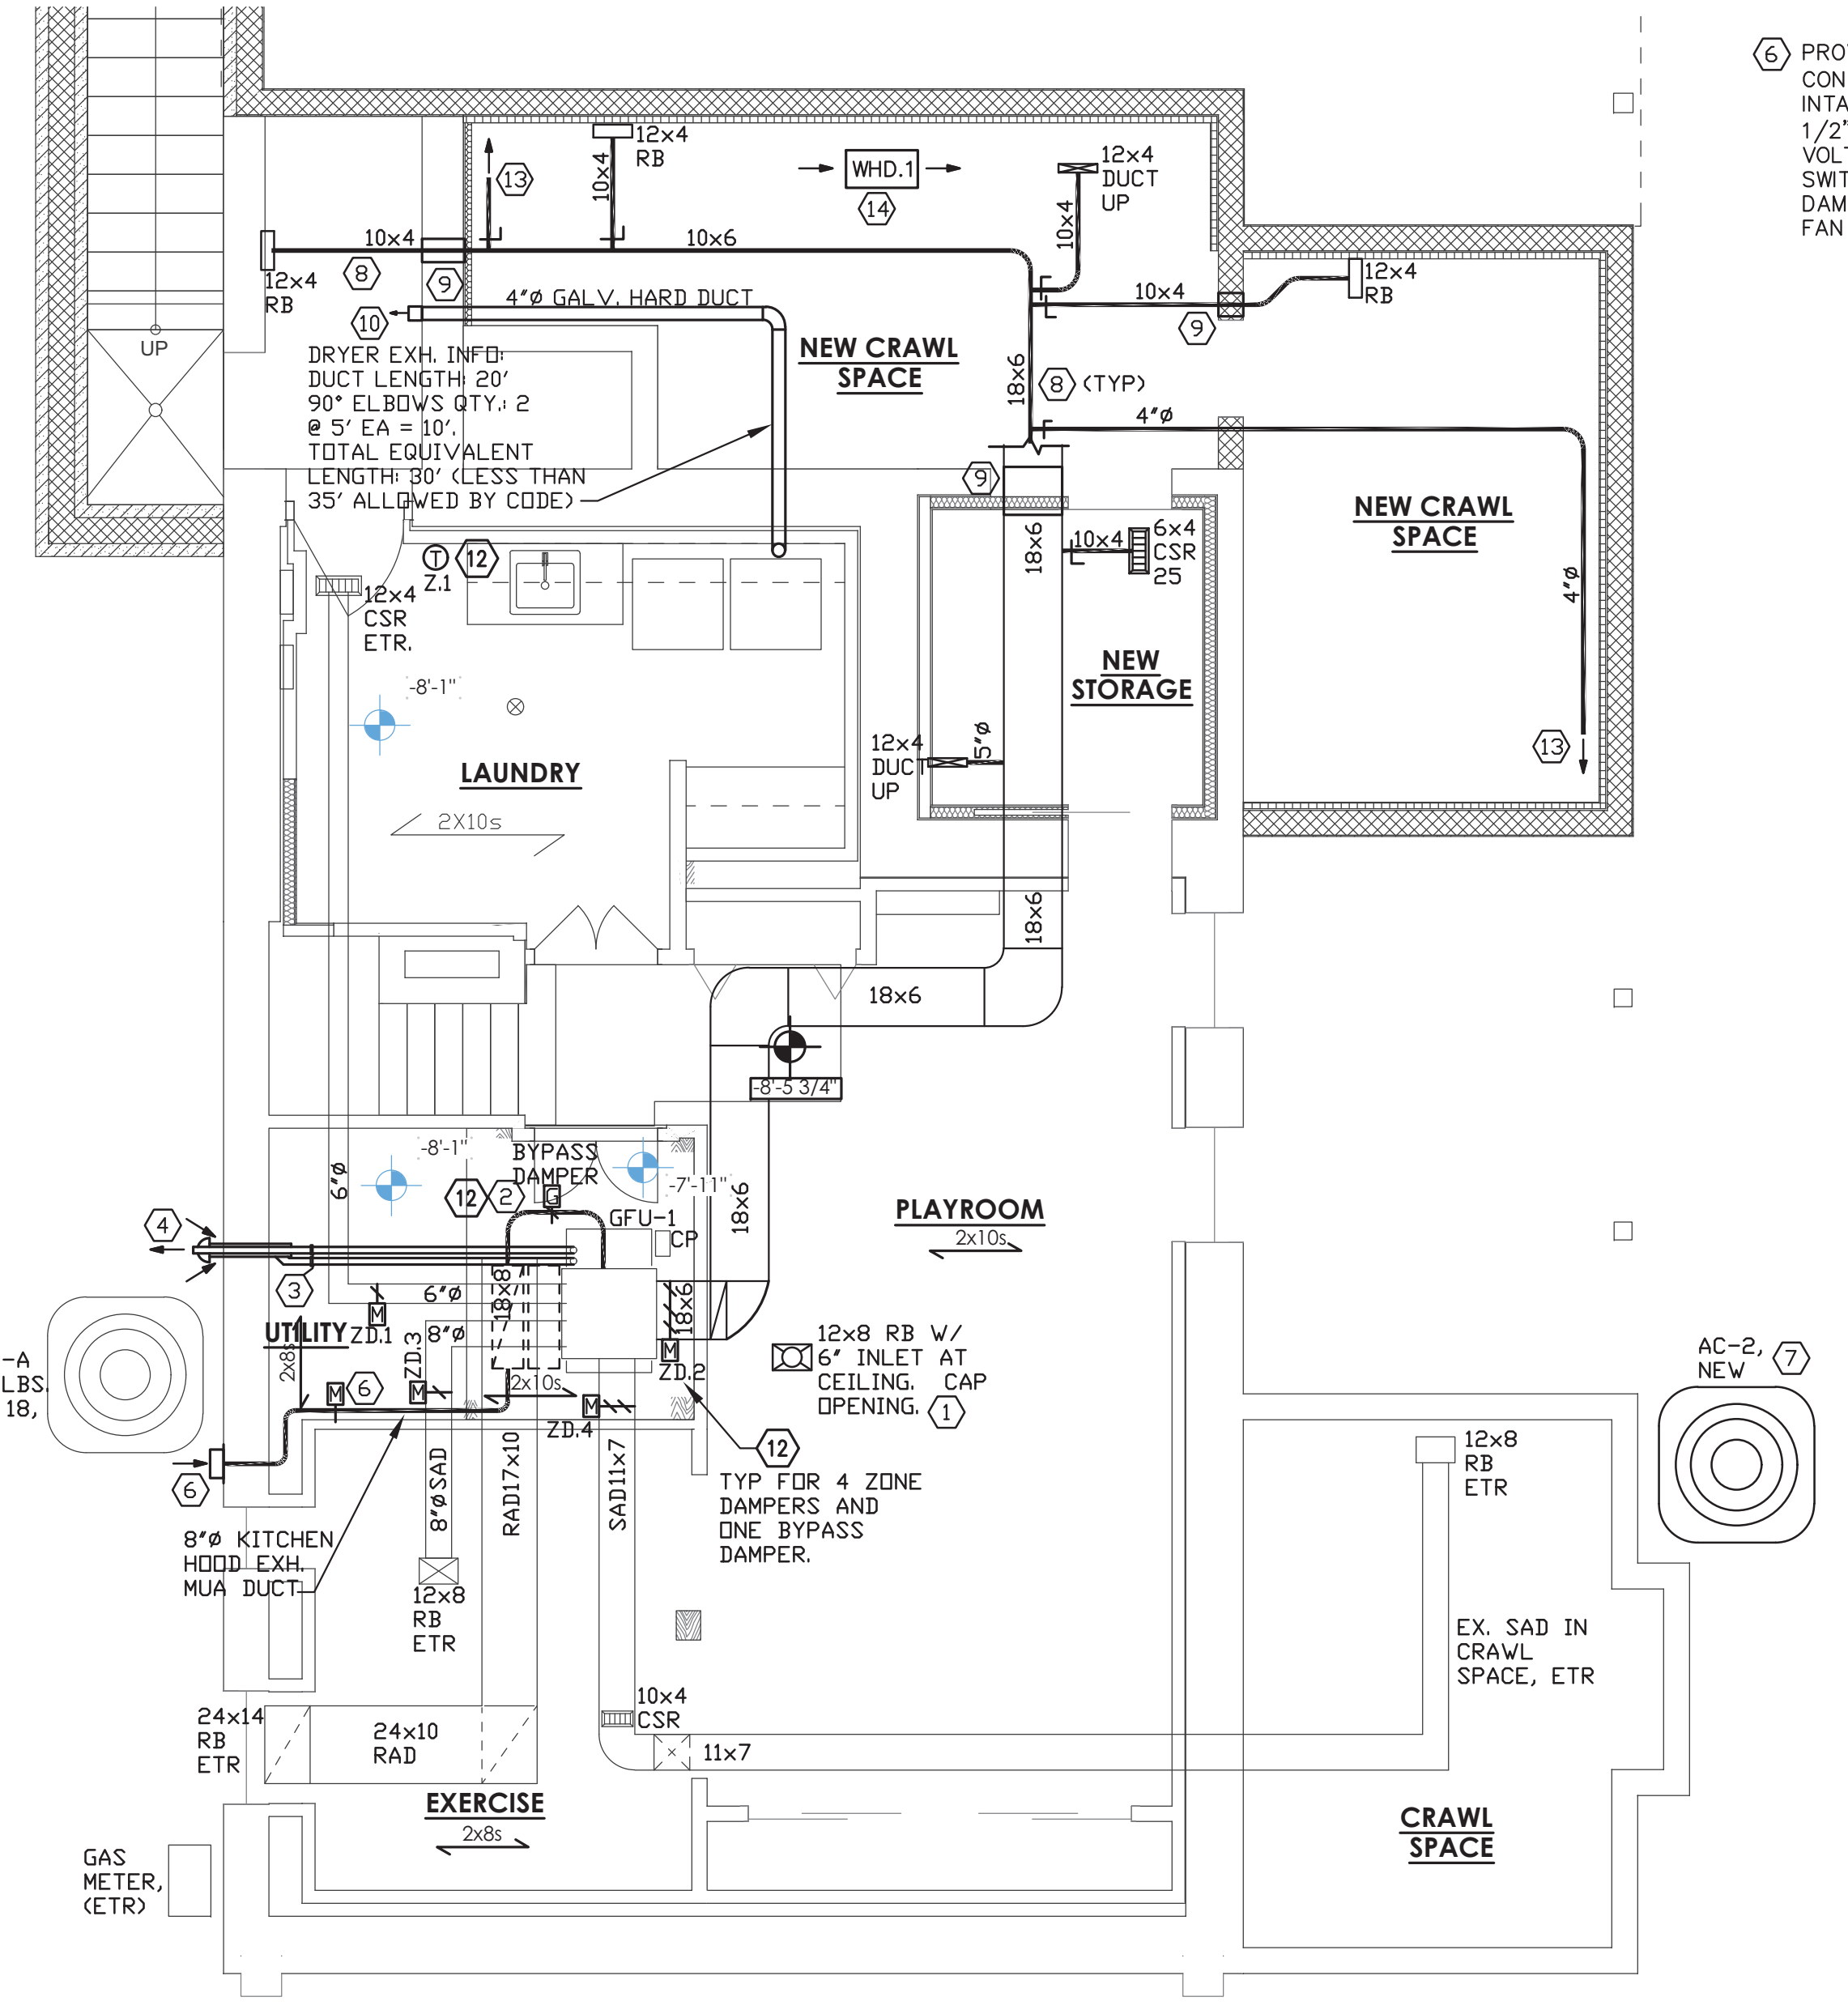 6 PRO
CON
INTA
1/2"
VOLT
SWIT
DAM
FAN
12x4
RB
10x4
13
WHD.1
14
12x4
DUCT
UP
10x4
10x4
8
9
10x6
12x4
RB
12x4
RB
10x4
9
4"ø GALV. HARD DUCT
10
UP
DRYER EXH. INFO:
DUCT LENGTH: 20'
90° ELBOWS QTY.: 2
@ 5' EA = 10'.
TOTAL EQUIVALENT
LENGTH: 30' (LESS THAN
35' ALLOWED BY CODE)
NEW CRAWL
SPACE
18x6
8 (TYP)
4"ø
9
NEW CRAWL
SPACE
T
Z.1
12
18x6
10x4
6x4
CSR
25
4"ø
12x4
CSR
ETR.
NEW
STORAGE
-8'-1"
12x4
DUCT
UP
5"ø
13
LAUNDRY
2X10s
18x6
18x6
-8'-5 3/4"
-8'-1"
BYPASS
DAMPER
6"ø
12
2
G
-7'-11"
18x6
PLAYROOM
2x10s
4
GFU-1
CP
3
18x8
6"ø
M
18x6
UTILITY
ZD.1
ZD.3
8"ø
2x8s
M
ZD.2
12x8 RB W/
6" INLET AT
CEILING. CAP
OPENING. 1
-A
LBS.
18,
M
6
M
2x10s
M
ZD.4
AC-2,
NEW
7
6
8"ø SAD
RAD17x10
SAD11x7
12
TYP FOR 4 ZONE
DAMPERS AND
ONE BYPASS
DAMPER.
12x8
RB
ETR
8"ø KITCHEN
HOOD EXH.
MUA DUCT
12x8
RB
ETR
EX. SAD IN
CRAWL
SPACE, ETR
24x14
RB
ETR
24x10
RAD
10x4
CSR
11x7
EXERCISE
2x8s
CRAWL
SPACE
GAS
METER,
(ETR)